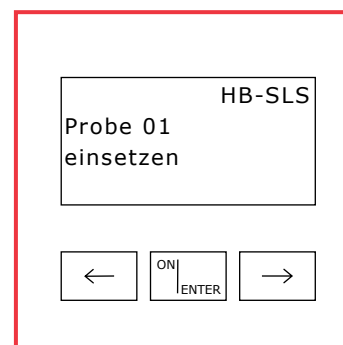 HB-SLS
Probe 01
einsetzen
← ON ENTER →